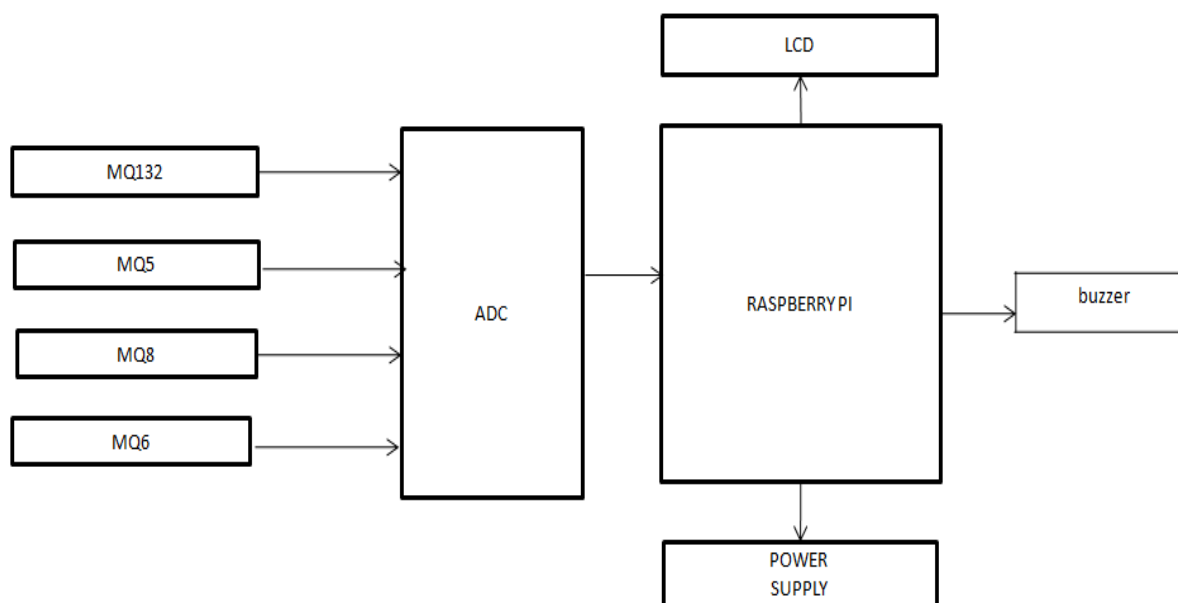 LCD
MQ132
MQ5
MQ8
MQ6
ADC
RASPBERRY PI
buzzer
POWER
SUPPLY